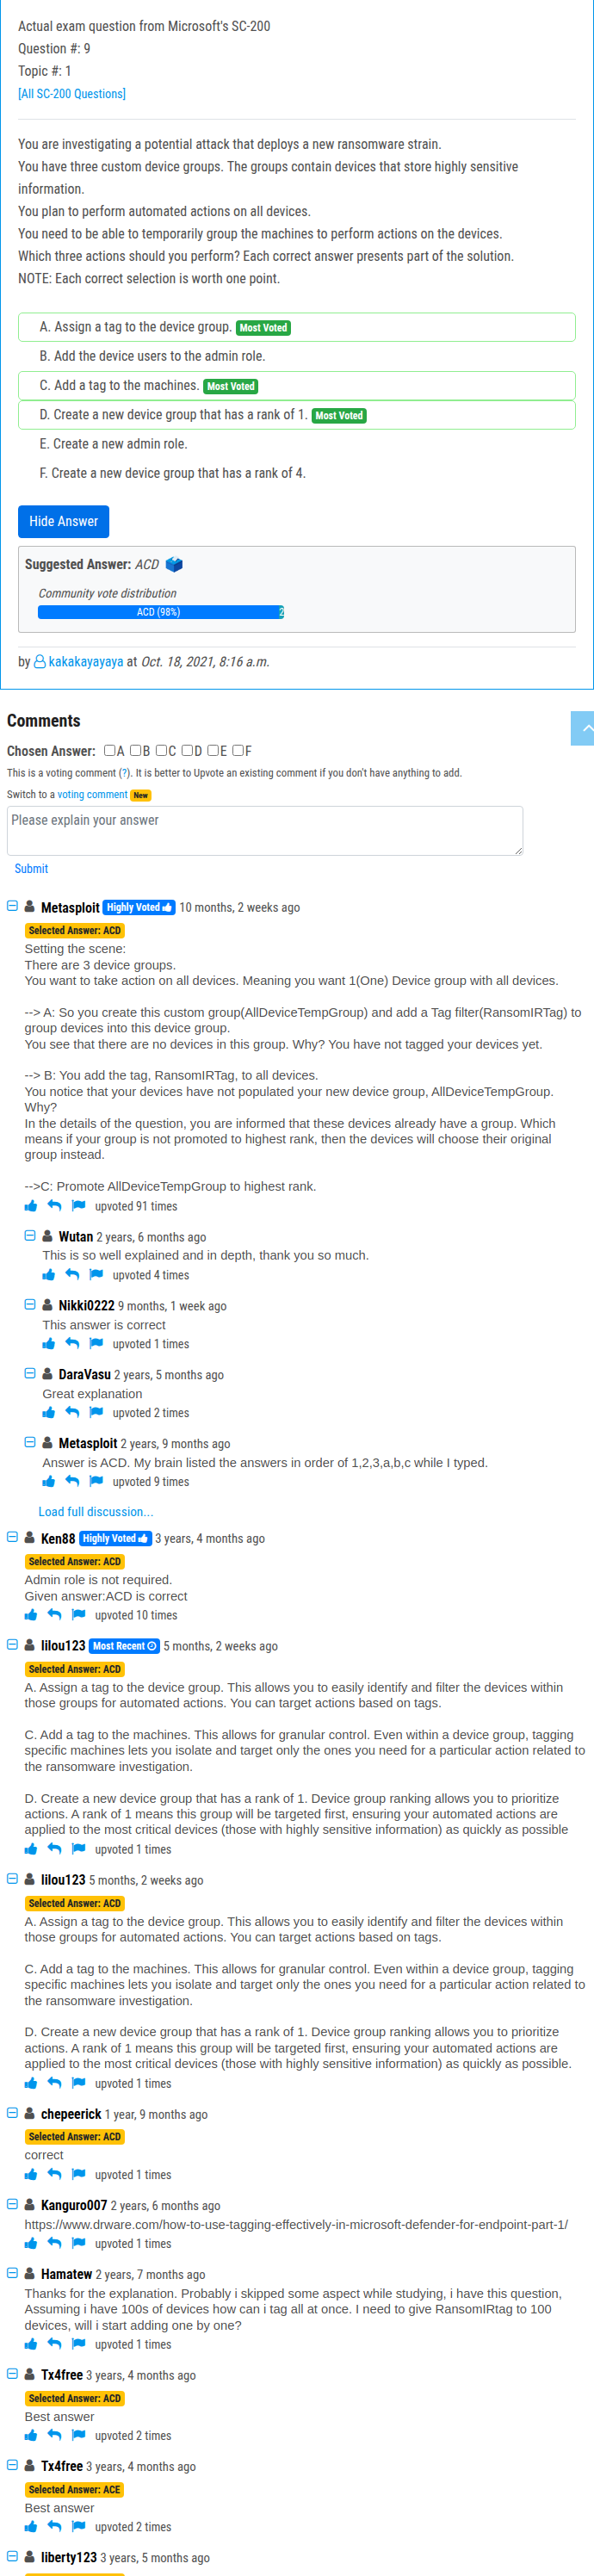 Actual exam question from Microsoft's SC-200
Question #: 9
Topic #: 1
[All SC-200 Questions]
You are investigating a potential attack that deploys a new ransomware strain.
You have three custom device groups. The groups contain devices that store highly sensitive
information.
You plan to perform automated actions on all devices.
You need to be able to temporarily group the machines to perform actions on the devices.
Which three actions should you perform? Each correct answer presents part of the solution.
NOTE: Each correct selection is worth one point.
A. Assign a tag to the device group. Most Voted
B. Add the device users to the admin role.
C. Add a tag to the machines. Most Voted
D. Create a new device group that has a rank of 1. Most Voted
E. Create a new admin role.
F. Create a new device group that has a rank of 4.
Hide Answer
Suggested Answer: ACD
Community vote distribution
ACD (98%) 2
by kakakayayaya at Oct. 18, 2021, 8:16 a.m.
Comments
Chosen Answer: A B C D E F
This is a voting comment (?). It is better to Upvote an existing comment if you don't have anything to add.
Switch to a voting comment New
Please explain your answer
Submit
Metasploit Highly Voted 10 months, 2 weeks ago
Selected Answer: ACD
Setting the scene:
There are 3 device groups.
You want to take action on all devices. Meaning you want 1(One) Device group with all devices.
--> A: So you create this custom group(AllDeviceTempGroup) and add a Tag filter(RansomIRTag) to
group devices into this device group.
You see that there are no devices in this group. Why? You have not tagged your devices yet.
--> B: You add the tag, RansomIRTag, to all devices.
You notice that your devices have not populated your new device group, AllDeviceTempGroup.
Why?
In the details of the question, you are informed that these devices already have a group. Which
means if your group is not promoted to highest rank, then the devices will choose their original
group instead.
-->C: Promote AllDeviceTempGroup to highest rank.
upvoted 91 times
Wutan 2 years, 6 months ago
This is so well explained and in depth, thank you so much.
upvoted 4 times
Nikki0222 9 months, 1 week ago
This answer is correct
upvoted 1 times
DaraVasu 2 years, 5 months ago
Great explanation
upvoted 2 times
Metasploit 2 years, 9 months ago
Answer is ACD. My brain listed the answers in order of 1,2,3,a,b,c while I typed.
upvoted 9 times
Load full discussion...
Ken88 Highly Voted 3 years, 4 months ago
Selected Answer: ACD
Admin role is not required.
Given answer:ACD is correct
upvoted 10 times
lilou123 Most Recent 5 months, 2 weeks ago
Selected Answer: ACD
A. Assign a tag to the device group. This allows you to easily identify and filter the devices within
those groups for automated actions. You can target actions based on tags.
C. Add a tag to the machines. This allows for granular control. Even within a device group, tagging
specific machines lets you isolate and target only the ones you need for a particular action related to
the ransomware investigation.
D. Create a new device group that has a rank of 1. Device group ranking allows you to prioritize
actions. A rank of 1 means this group will be targeted first, ensuring your automated actions are
applied to the most critical devices (those with highly sensitive information) as quickly as possible
upvoted 1 times
lilou123 5 months, 2 weeks ago
Selected Answer: ACD
A. Assign a tag to the device group. This allows you to easily identify and filter the devices within
those groups for automated actions. You can target actions based on tags.
C. Add a tag to the machines. This allows for granular control. Even within a device group, tagging
specific machines lets you isolate and target only the ones you need for a particular action related to
the ransomware investigation.
D. Create a new device group that has a rank of 1. Device group ranking allows you to prioritize
actions. A rank of 1 means this group will be targeted first, ensuring your automated actions are
applied to the most critical devices (those with highly sensitive information) as quickly as possible.
upvoted 1 times
chepeerick 1 year, 9 months ago
Selected Answer: ACD
correct
upvoted 1 times
Kanguro007 2 years, 6 months ago
https://www.drware.com/how-to-use-tagging-effectively-in-microsoft-defender-for-endpoint-part-1/
upvoted 1 times
Hamatew 2 years, 7 months ago
Thanks for the explanation. Probably i skipped some aspect while studying, i have this question,
Assuming i have 100s of devices how can i tag all at once. I need to give RansomIRtag to 100
devices, will i start adding one by one?
upvoted 1 times
Tx4free 3 years, 4 months ago
Selected Answer: ACD
Best answer
upvoted 2 times
Tx4free 3 years, 4 months ago
Selected Answer: ACE
Best answer
upvoted 2 times
liberty123 3 years, 5 months ago